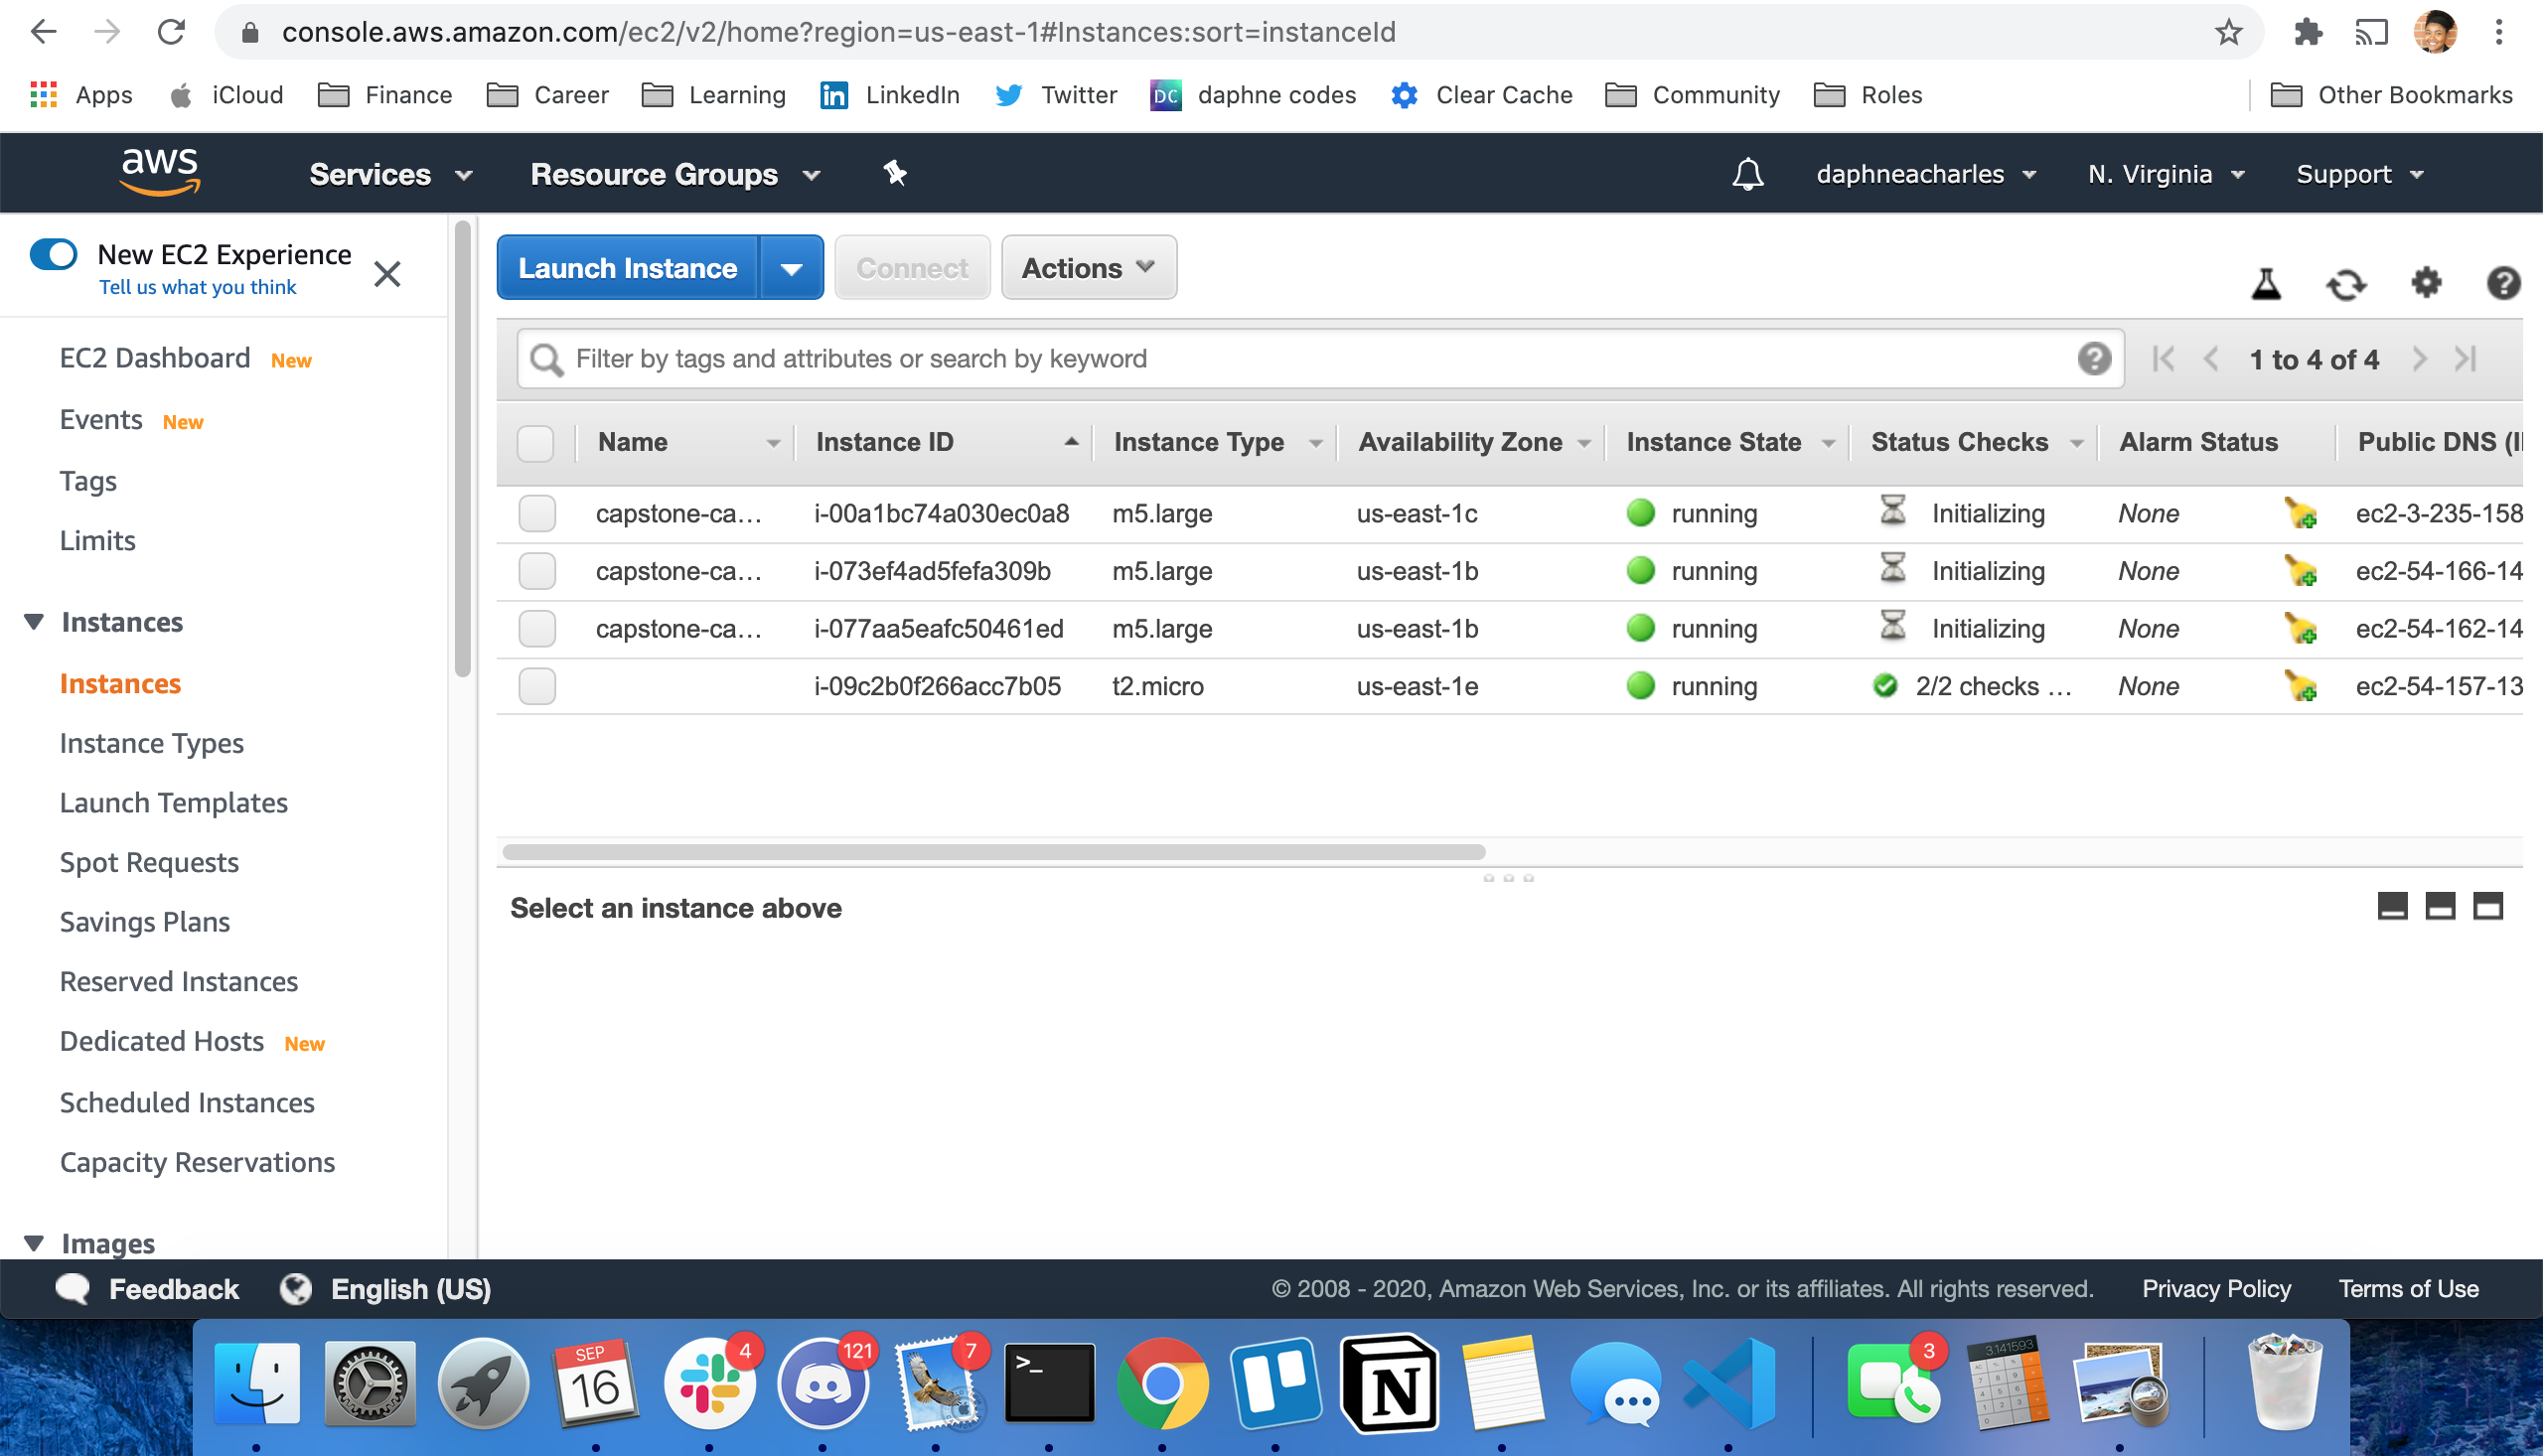 console.aws.amazon.com/ec2/v2/home?region=us-east-1#Instances:sort=instanceId
Apps iCloud Finance Career Learning LinkedIn Twitter daphne codes Clear Cache Community Roles Other Bookmarks
aws Services Resource Groups daphneacharles N. Virginia Support
New EC2 Experience
Tell us what you think
Launch Instance Connect Actions
Filter by tags and attributes or search by keyword 1 to 4 of 4
Name Instance ID Instance Type Availability Zone Instance State Status Checks Alarm Status Public DNS (I
capstone-ca... i-00a1bc74a030ec0a8 m5.large us-east-1c running Initializing None ec2-3-235-158
capstone-ca... i-073ef4ad5fefa309b m5.large us-east-1b running Initializing None ec2-54-166-14
capstone-ca... i-077aa5eafc50461ed m5.large us-east-1b running Initializing None ec2-54-162-14
i-09c2b0f266acc7b05 t2.micro us-east-1e running 2/2 checks ... None ec2-54-157-13
Select an instance above
EC2 Dashboard New
Events New
Tags
Limits
Instances
Instances
Instance Types
Launch Templates
Spot Requests
Savings Plans
Reserved Instances
Dedicated Hosts New
Scheduled Instances
Capacity Reservations
Images
Feedback English (US) © 2008 - 2020, Amazon Web Services, Inc. or its affiliates. All rights reserved. Privacy Policy Terms of Use
SEP
16
4
121
7
>_
N
3
3.141593